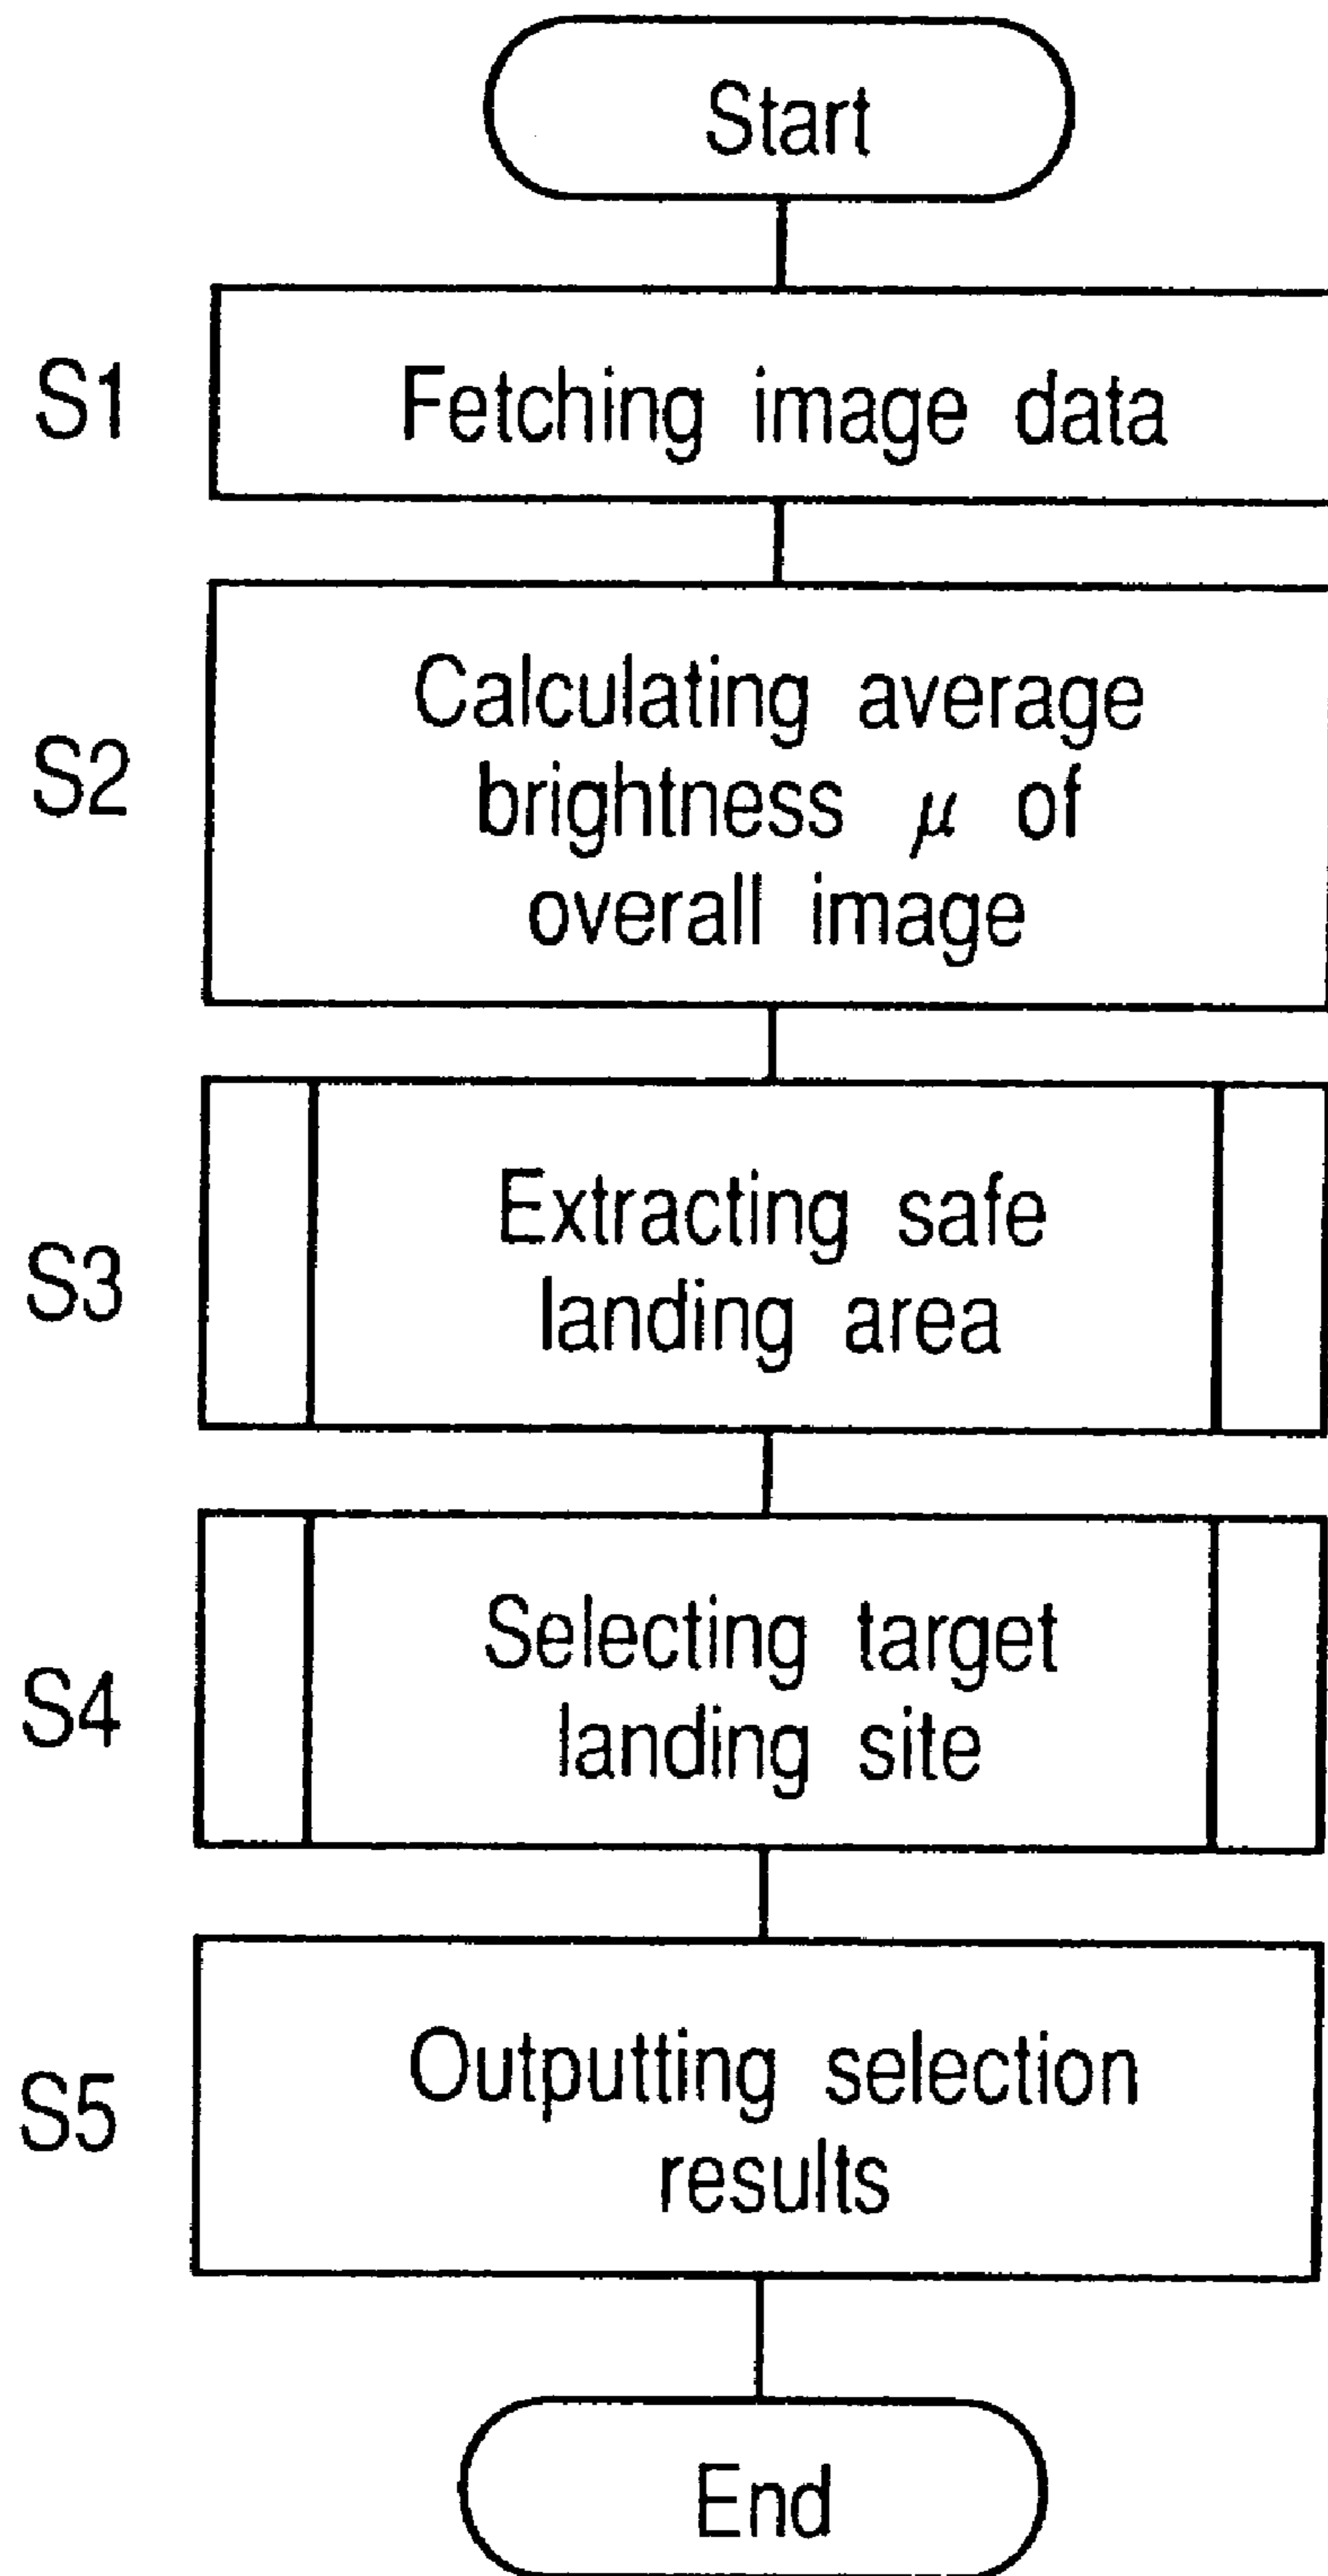 Start
S1
Fetching image data
S2
Calculating average
brightness μ of
overall image
S3
Extracting safe
landing area
S4
Selecting target
landing site
S5
Outputting selection
results
End